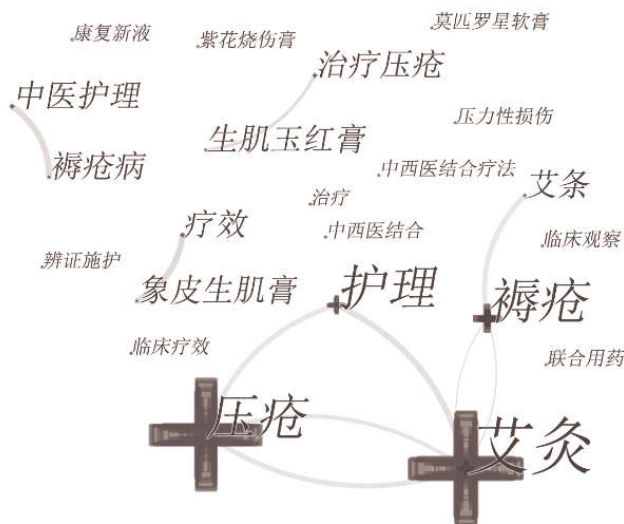 莫匹罗星软膏
康复新液
紫花烧伤膏
治疗压疮
中医护理
压力性损伤
生肌玉红膏
褥疮病
中西医结合疗法
艾条
治疗
疗效
中西医结合
临床观察
辨证施护
象皮生肌膏
护理
褥疮
临床疗效
联合用药
压疮
艾灸